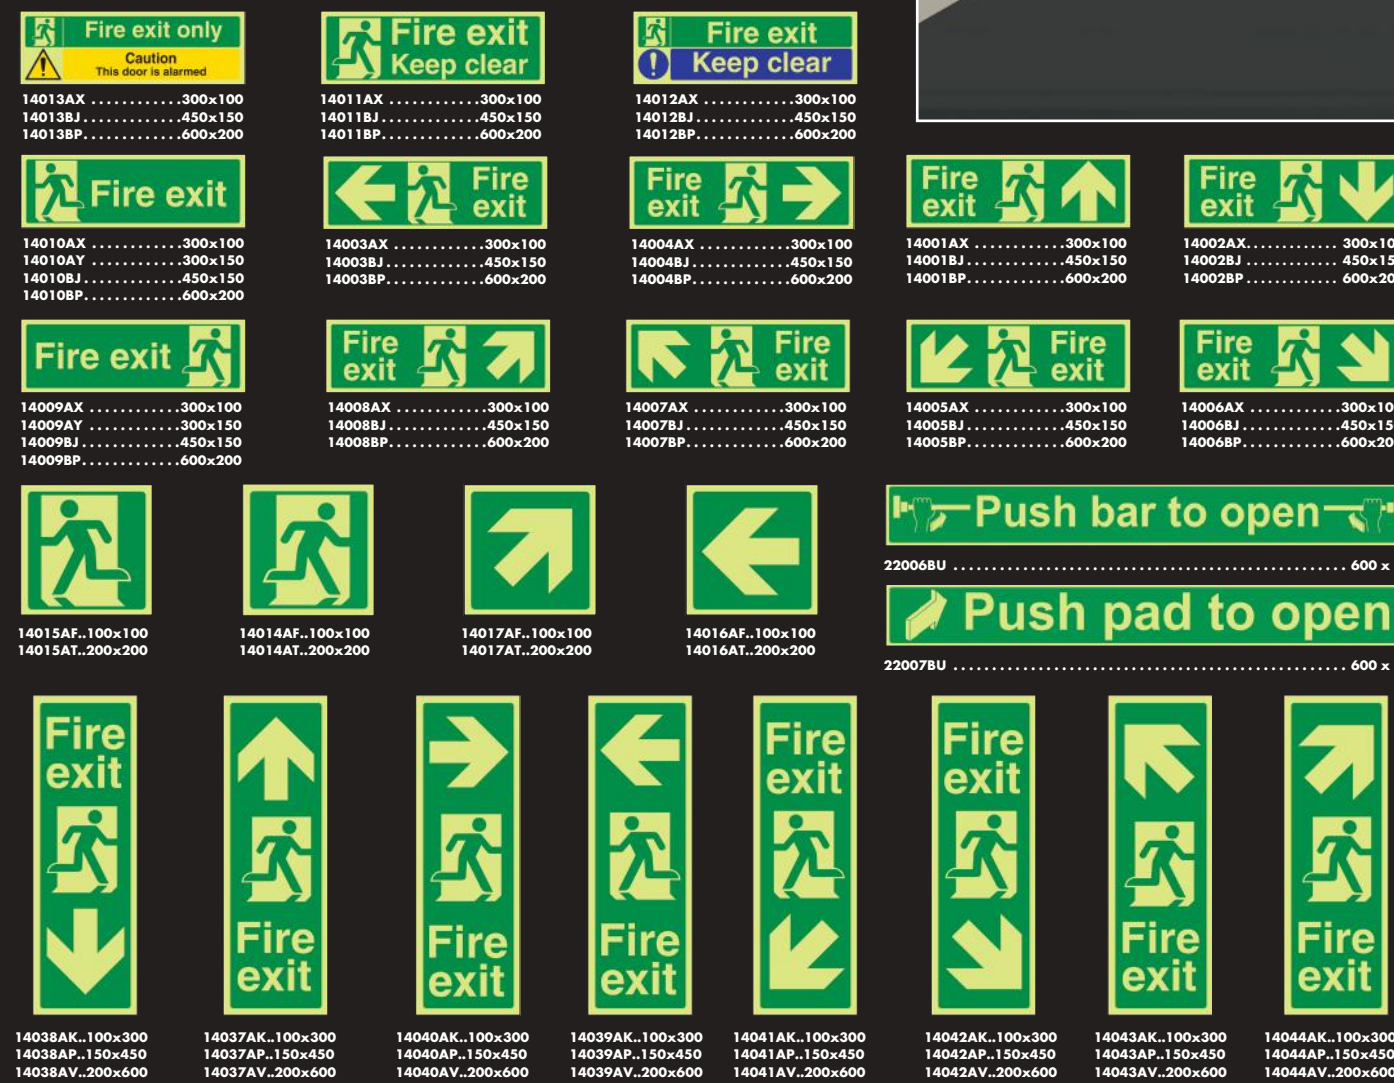 Fire exit only
Caution
This door is alarmed
14013AX ............300x100
14013BJ.............450x150
14013BP.............600x200
Fire exit
Keep clear
14011AX ............300x100
14011BJ.............450x150
14011BP.............600x200
Fire exit
Keep clear
14012AX ............300x100
14012BJ.............450x150
14012BP.............600x200
Fire exit
14010AX ............300x100
14010AY ............300x150
14010BJ.............450x150
14010BP.............600x200
Fire
exit
14003AX ............300x100
14003BJ.............450x150
14003BP.............600x200
Fire
exit
14004AX ............300x100
14004BJ.............450x150
14004BP.............600x200
Fire
exit
14001AX ............300x100
14001BJ.............450x150
14001BP.............600x200
Fire
exit
14002AX............ 300x10
14002BJ ............ 450x15
14002BP ............ 600x20
Fire exit
14009AX ............300x100
14009AY ............300x150
14009BJ.............450x150
14009BP.............600x200
Fire
exit
14008AX ............300x100
14008BJ.............450x150
14008BP.............600x200
Fire
exit
14007AX ............300x100
14007BJ.............450x150
14007BP.............600x200
Fire
exit
14005AX ............300x100
14005BJ.............450x150
14005BP.............600x200
Fire
exit
14006AX ............300x10
14006BJ.............450x15
14006BP.............600x20
14015AF..100x100
14015AT..200x200
14014AF..100x100
14014AT..200x200
14017AF..100x100
14017AT..200x200
14016AF..100x100
14016AT..200x200
Push bar to open
22006BU ................................................... 600 x
Push pad to open
22007BU ................................................... 600 x
Fire
exit
14038AK..100x300
14038AP..150x450
14038AV..200x600
Fire
exit
14037AK..100x300
14037AP..150x450
14037AV..200x600
Fire
exit
14040AK..100x300
14040AP..150x450
14040AV..200x600
Fire
exit
14039AK..100x300
14039AP..150x450
14039AV..200x600
Fire
exit
14041AK..100x300
14041AP..150x450
14041AV..200x600
Fire
exit
14042AK..100x300
14042AP..150x450
14042AV..200x600
Fire
exit
14043AK..100x300
14043AP..150x450
14043AV..200x600
Fire
exit
14044AK..100x300
14044AP..150x450
14044AV..200x600